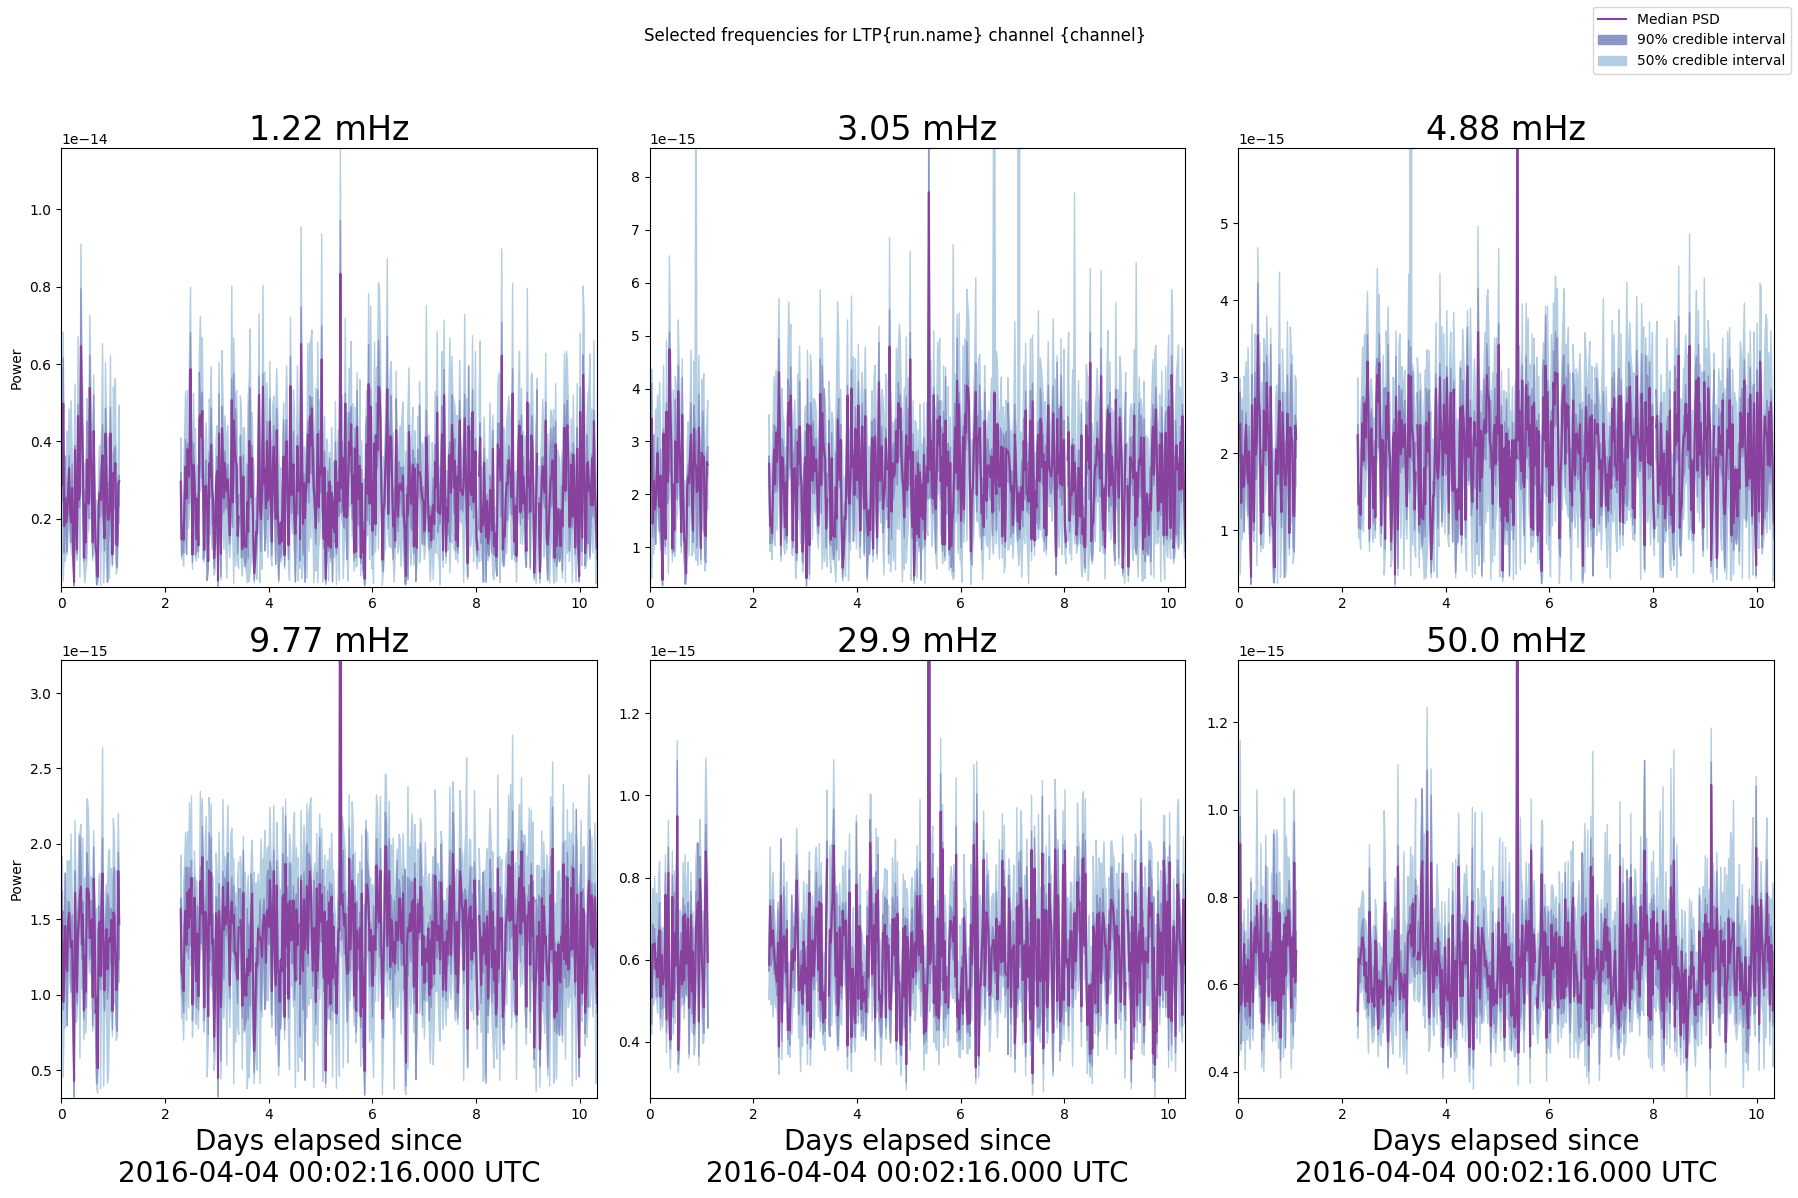 Selected frequencies for LTP{run.name} channel {channel}
Median PSD
90% credible interval
50% credible interval
1.22 mHz
1e−14
Power
1.0
0.8
0.6
0.4
0.2
0 2 4 6 8 10
3.05 mHz
1e−15
8
7
6
5
4
3
2
1
0 2 4 6 8 10
4.88 mHz
1e−15
5
4
3
2
1
0 2 4 6 8 10
9.77 mHz
1e−15
Power
3.0
2.5
2.0
1.5
1.0
0.5
0 2 4 6 8 10
Days elapsed since
2016-04-04 00:02:16.000 UTC
29.9 mHz
1e−15
1.2
1.0
0.8
0.6
0.4
0 2 4 6 8 10
Days elapsed since
2016-04-04 00:02:16.000 UTC
50.0 mHz
1e−15
1.2
1.0
0.8
0.6
0.4
0 2 4 6 8 10
Days elapsed since
2016-04-04 00:02:16.000 UTC